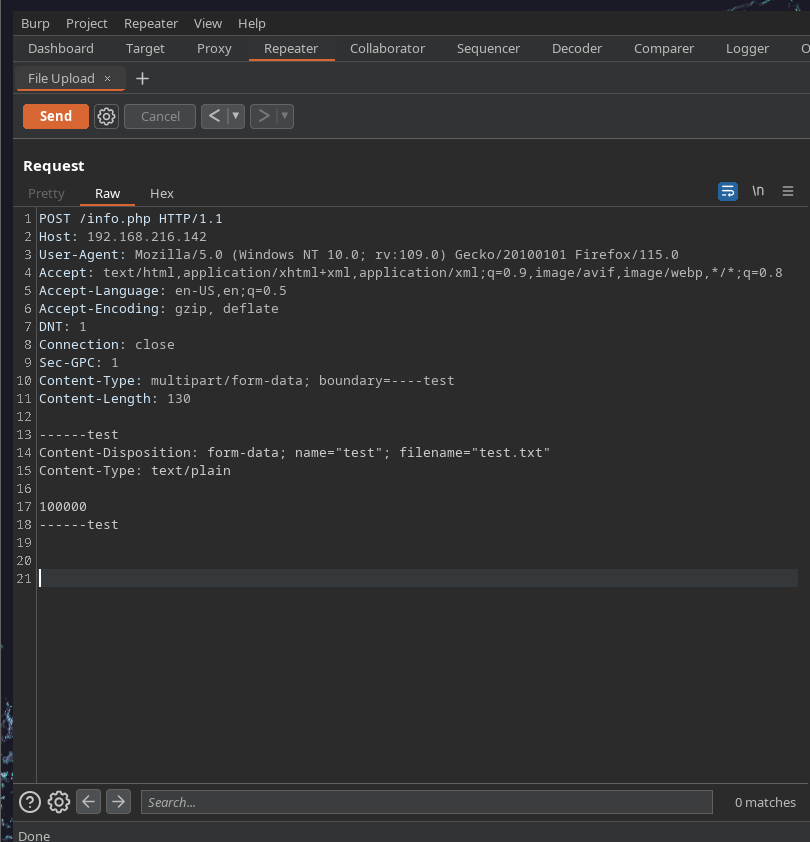 Burp Project Repeater View Help
Dashboard Target Proxy Repeater Collaborator Sequencer Decoder Comparer Logger O
File Upload × +
Send Cancel < ▼ > ▼
Request
Pretty Raw Hex \n
1 POST /info.php HTTP/1.1
2 Host: 192.168.216.142
3 User-Agent: Mozilla/5.0 (Windows NT 10.0; rv:109.0) Gecko/20100101 Firefox/115.0
4 Accept: text/html,application/xhtml+xml,application/xml;q=0.9,image/avif,image/webp,*/*;q=0.8
5 Accept-Language: en-US,en;q=0.5
6 Accept-Encoding: gzip, deflate
7 DNT: 1
8 Connection: close
9 Sec-GPC: 1
10 Content-Type: multipart/form-data; boundary=----test
11 Content-Length: 130
12
13 ------test
14 Content-Disposition: form-data; name="test"; filename="test.txt"
15 Content-Type: text/plain
16
17 100000
18 ------test
19
20
21
? Search... 0 matches
Done